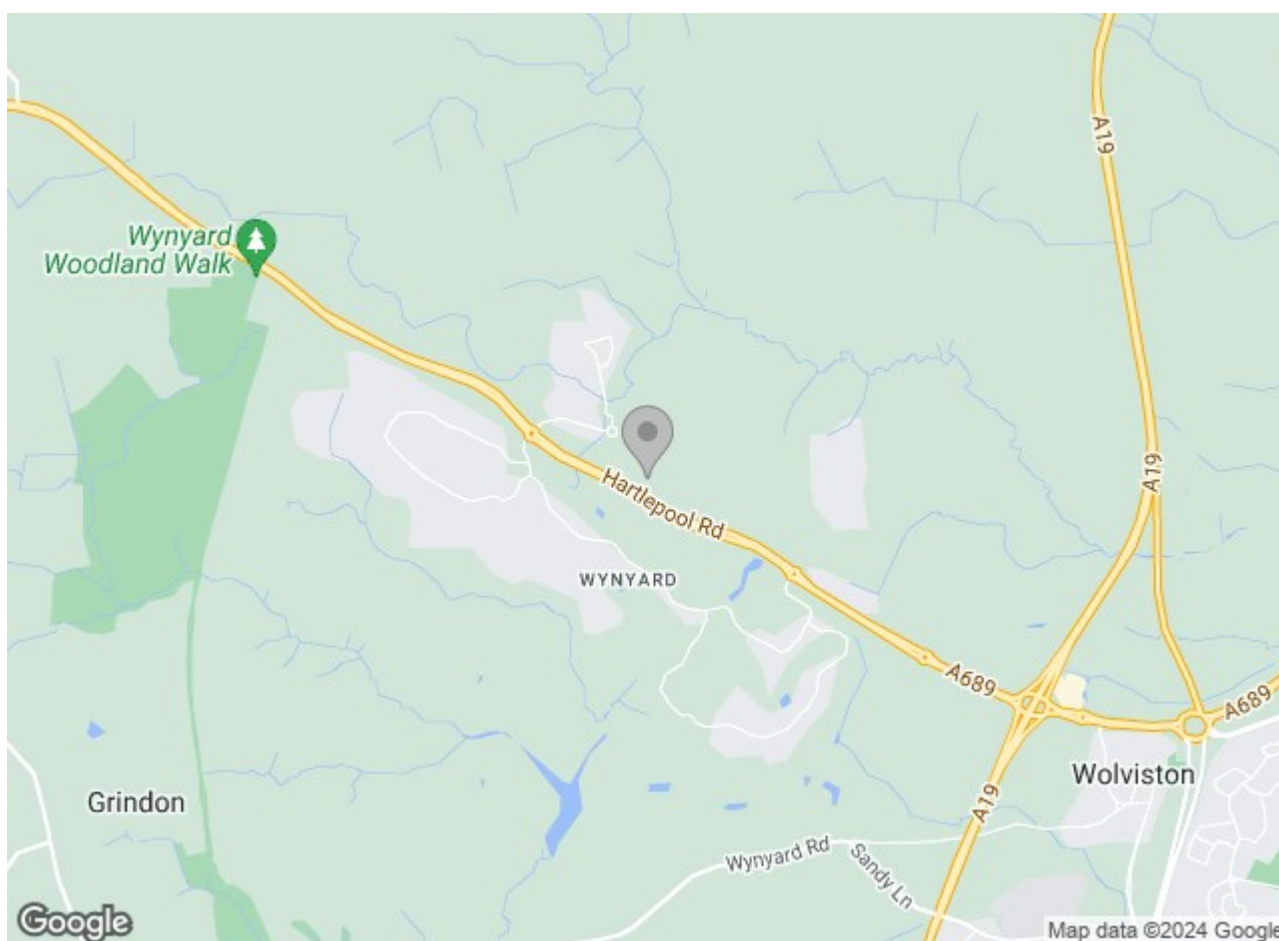 A19
Wynyard
Woodland Walk
A19
Hartlepool Rd
WYNYARD
A689
A689
Wolviston
Grindon
A19
Wynyard Rd
Sandy Ln
Google
Map data ©2024 Google